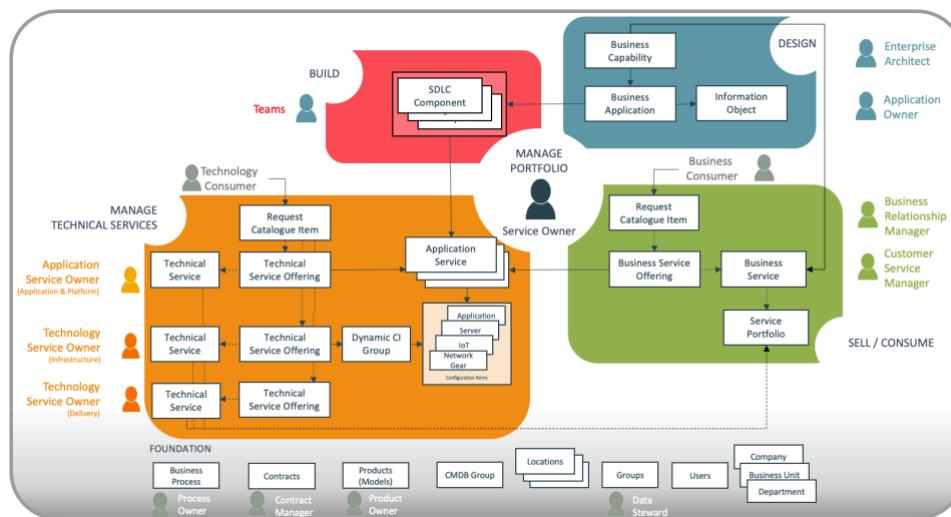 BUILD
Teams
SDLC
Component
Business
Capability
Business
Application
Information
Object
DESIGN
Enterprise
Architect
Application
Owner
MANAGE
PORTFOLIO
Service Owner
Technology
Consumer
Business
Consumer
MANAGE
TECHNICAL SERVICES
Request
Catalogue Item
Application
Service Owner
(Application & Platform)
Technical
Service
Technical
Service Offering
Application
Service
Technology
Service Owner
(Infrastructure)
Technical
Service
Technical
Service Offering
Dynamic CI
Group
Application
Server
IoT
Network
Gear
Configuration Items
Technology
Service Owner
(Delivery)
Technical
Service
Technical
Service Offering
Request
Catalogue Item
Business Service
Offering
Business
Service
Service
Portfolio
SELL / CONSUME
Business
Relationship
Manager
Customer
Service
Manager
FOUNDATION
Business
Process
Process
Owner
Contracts
Contract
Manager
Products
(Models)
Product
Owner
CMDB Group
Locations
Groups
Data
Steward
Users
Company
Business Unit
Department